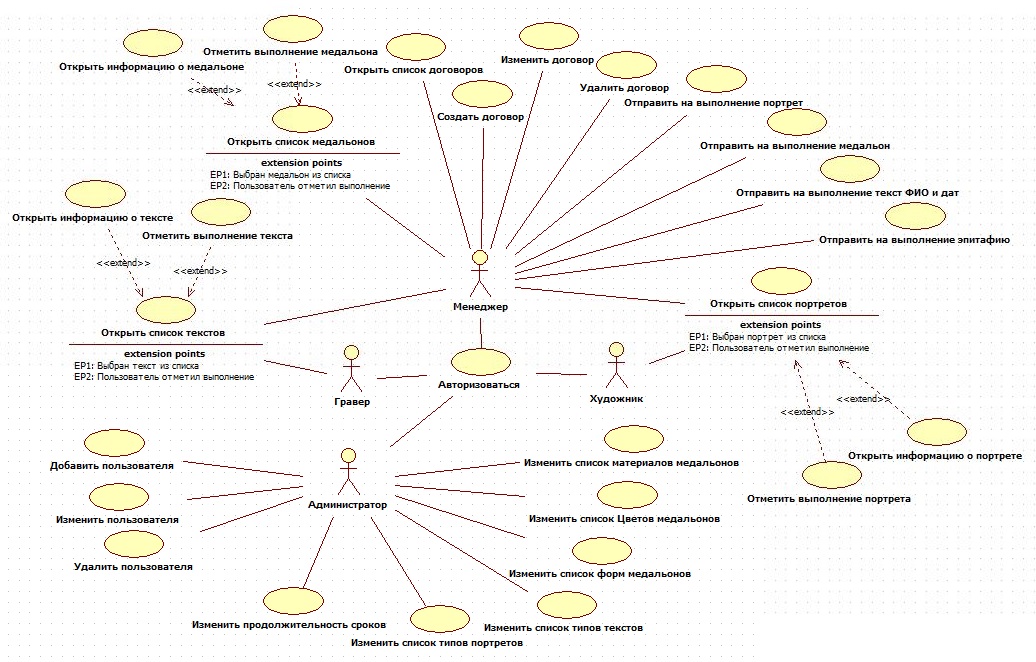 Отметить выполнение медальона
Открыть информацию о медальоне
Открыть список договоров
Изменить договор
Удалить договор
Создать договор
Отправить на выполнение портрет
<<extend>>
<<extend>>
Открыть список медальонов
Отправить на выполнение медальон
extension points
EP1: Выбран медальон из списка
EP2: Пользователь отметил выполнение
Отправить на выполнение текст ФИО и дат
Открыть информацию о тексте
Отметить выполнение текста
Отправить на выполнение эпитафию
<<extend>>
<<extend>>
Менеджер
Открыть список портретов
extension points
EP1: Выбран портрет из списка
EP2: Пользователь отметил выполнение
Открыть список текстов
extension points
EP1: Выбран текст из списка
EP2: Пользователь отметил выполнение
Авторизоваться
Гравер
Художник
<<extend>>
<<extend>>
Открыть информацию о портрете
Отметить выполнение портрета
Добавить пользователя
Изменить список материалов медальонов
Администратор
Изменить пользователя
Изменить список Цветов медальонов
Удалить пользователя
Изменить список форм медальонов
Изменить продолжительность сроков
Изменить список типов текстов
Изменить список типов портретов